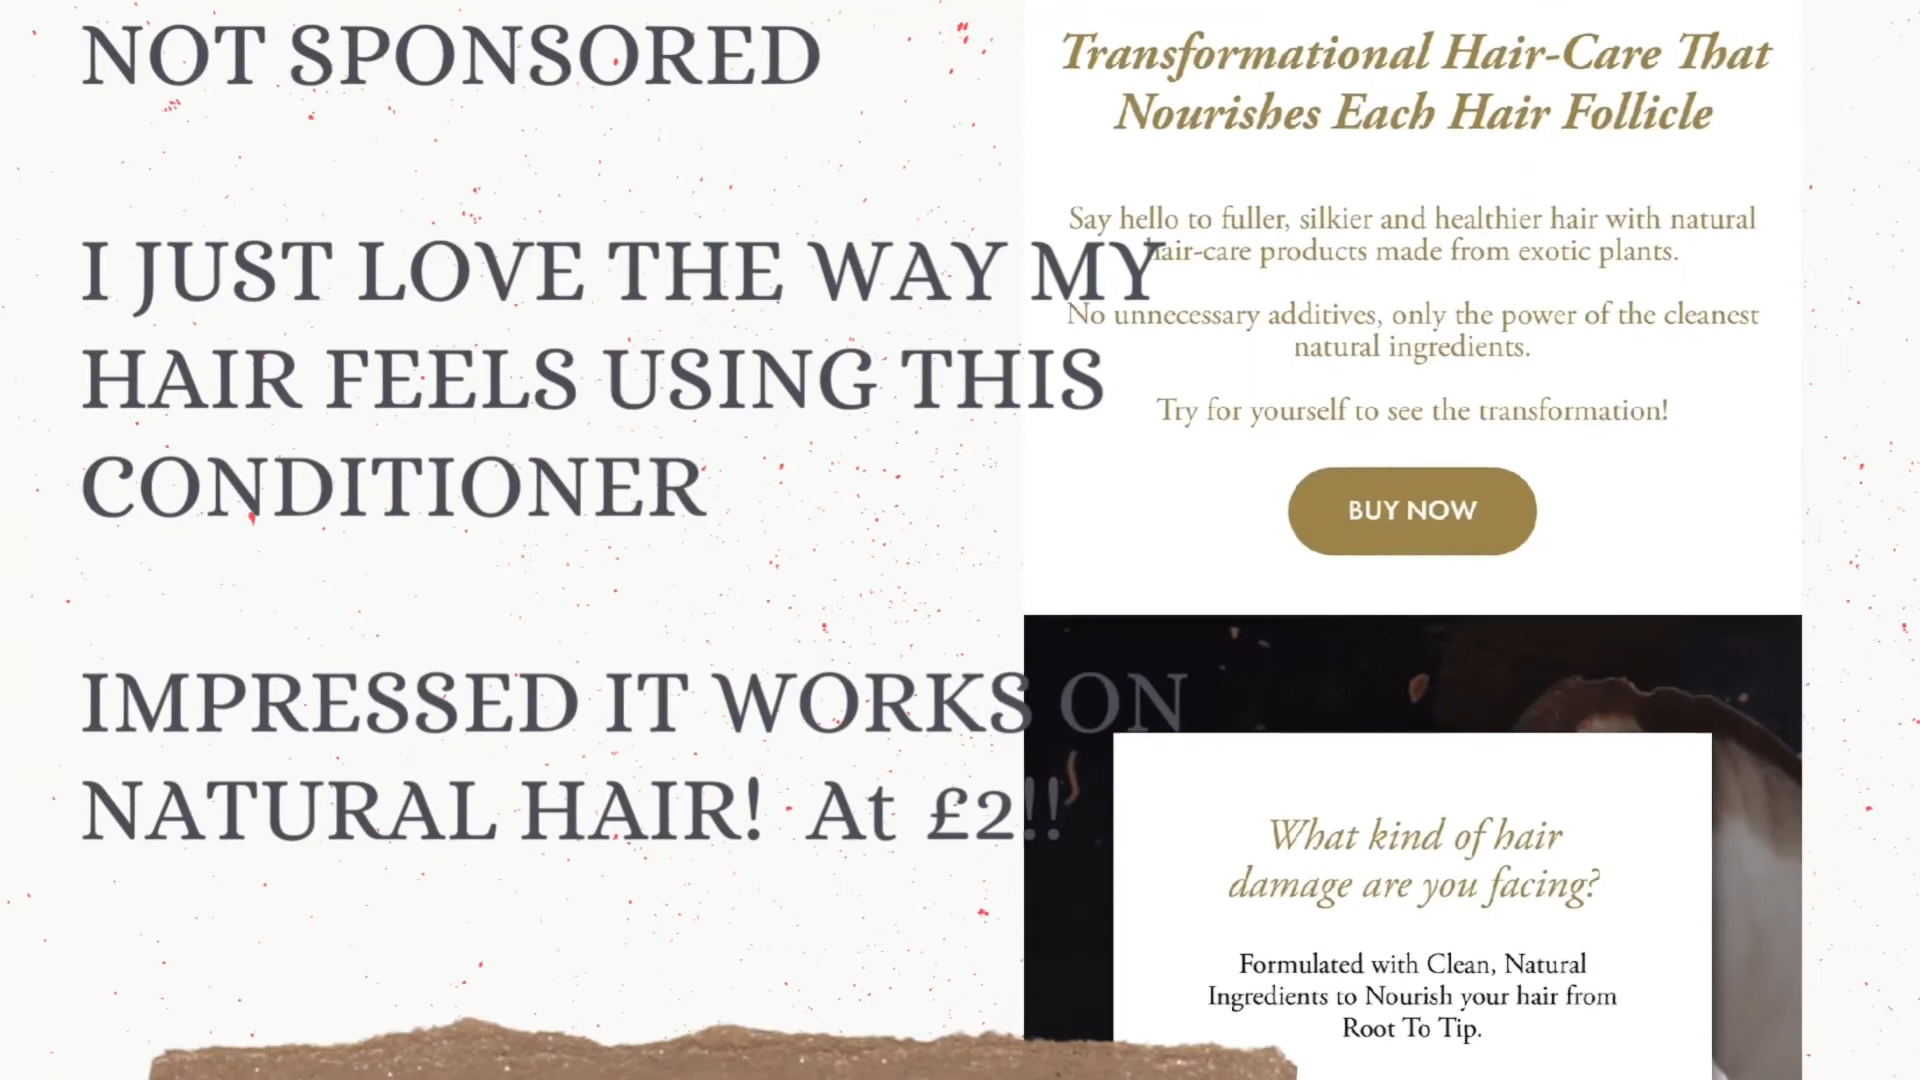 NOT SPONSORED
I JUST LOVE THE WAY MY
HAIR FEELS USING THIS
CONDITIONER
IMPRESSED IT WORKS ON
NATURAL HAIR! At £2!!
Transformational Hair-Care That
Nourishes Each Hair Follicle
Say hello to fuller, silkier and healthier hair with natural
hair-care products made from exotic plants.
No unnecessary additives, only the power of the cleanest
natural ingredients.
Try for yourself to see the transformation!
BUY NOW
What kind of hair
damage are you facing?
Formulated with Clean, Natural
Ingredients to Nourish your hair from
Root To Tip.